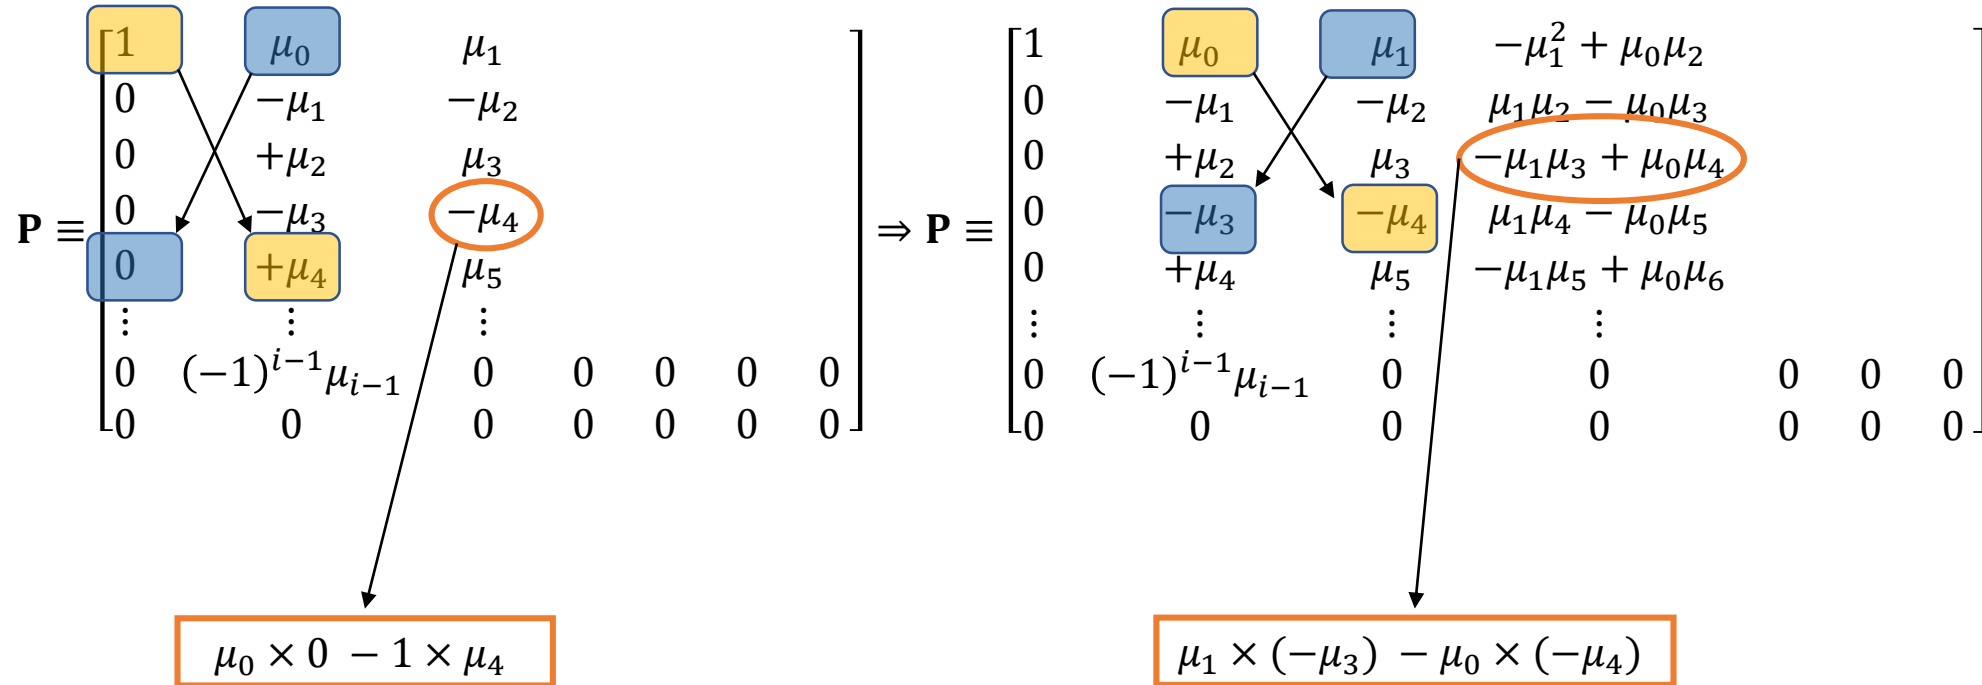 1 μ₀ μ₁
0 −μ₁ −μ₂
0 +μ₂ μ₃
0 −μ₃ −μ₄
P ≡
0 +μ₄ μ₅
⋮ ⋮ ⋮
0 (−1)^{i−1}μ_{i−1} 0 0 0 0 0
0 0 0 0 0 0 0
⇒ P ≡
1 μ₀ μ₁ −μ₁² + μ₀μ₂
0 −μ₁ −μ₂ μ₁μ₂ − μ₀μ₃
0 +μ₂ μ₃ −μ₁μ₃ + μ₀μ₄
0 −μ₃ −μ₄ μ₁μ₄ − μ₀μ₅
0 +μ₄ μ₅ −μ₁μ₅ + μ₀μ₆
⋮ ⋮ ⋮ ⋮
0 (−1)^{i−1}μ_{i−1} 0 0 0 0 0
0 0 0 0 0 0 0
μ₀ × 0 − 1 × μ₄
μ₁ × (−μ₃) − μ₀ × (−μ₄)